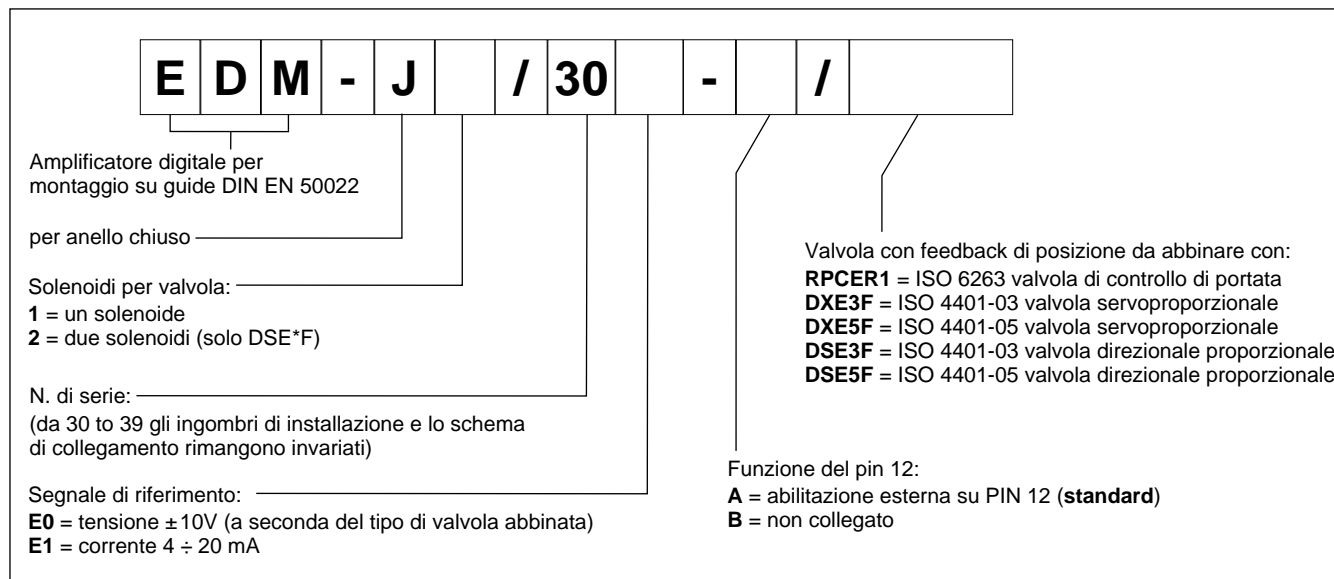 E D M - J / 30 - /
Amplificatore digitale per
montaggio su guide DIN EN 50022
per anello chiuso
Solenoidi per valvola:
1 = un solenoide
2 = due solenoidi (solo DSE*F)
N. di serie:
(da 30 to 39 gli ingombri di installazione e lo schema
di collegamento rimangono invariati)
Segnale di riferimento:
E0 = tensione ±10V (a seconda del tipo di valvola abbinata)
E1 = corrente 4 ÷ 20 mA
Valvola con feedback di posizione da abbinare con:
RPCER1 = ISO 6263 valvola di controllo di portata
DXE3F = ISO 4401-03 valvola servoproporzionale
DXE5F = ISO 4401-05 valvola servoproporzionale
DSE3F = ISO 4401-03 valvola direzionale proporzionale
DSE5F = ISO 4401-05 valvola direzionale proporzionale
Funzione del pin 12:
A = abilitazione esterna su PIN 12 (standard)
B = non collegato